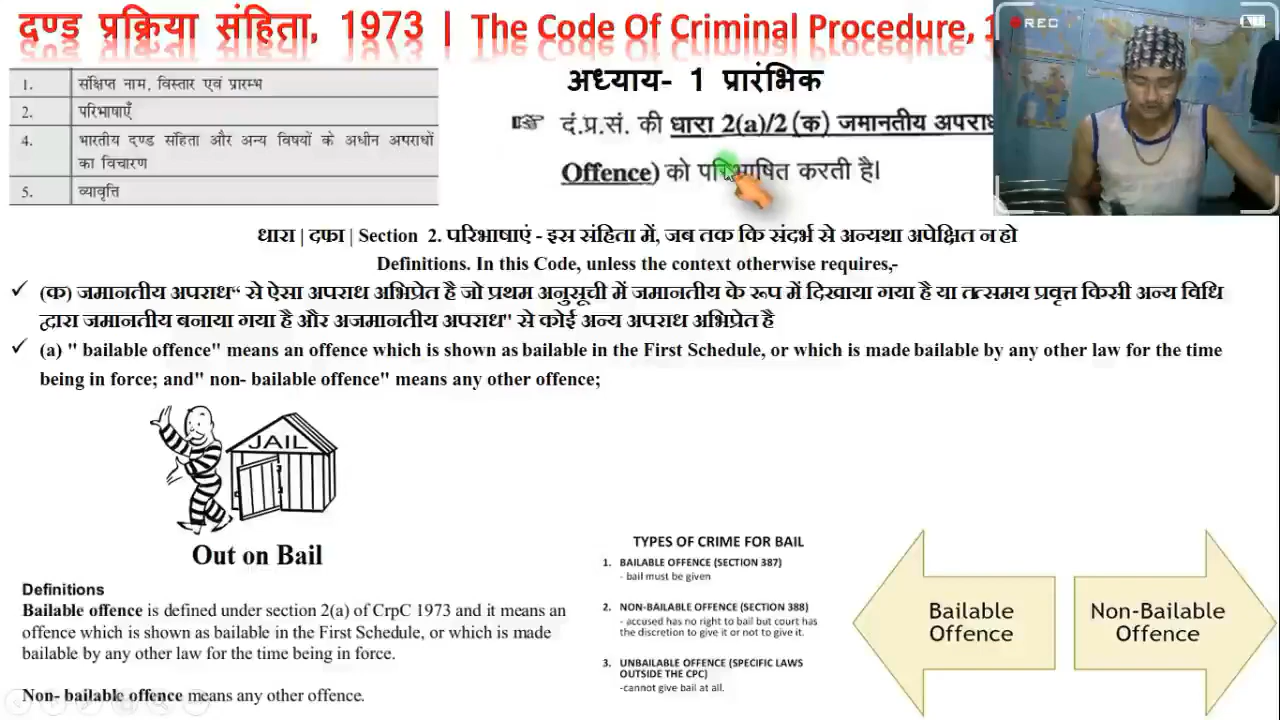 दण्ड प्रक्रिया संहिता, 1973 | The Code Of Criminal Procedure, 1
REC
1. संक्षिप्त नाम, विस्तार एवं प्रारम्भ
2. परिभाषाएँ
4. भारतीय दण्ड संहिता और अन्य विषयों के अधीन अपराधों
का विचारण
5. व्यावृत्ति
अध्याय- 1 प्रारंभिक
दं.प्र.सं. की धारा 2(a)/2 (क) जमानतीय अपराध
Offence) को परिभाषित करती है।
धारा | दफा | Section 2. परिभाषाएं - इस संहिता में, जब तक कि संदर्भ से अन्यथा अपेक्षित न हो
Definitions. In this Code, unless the context otherwise requires,-
✓ (क) जमानतीय अपराध“ से ऐसा अपराध अभिप्रेत है जो प्रथम अनुसूची में जमानतीय के रूप में दिखाया गया है या तत्समय प्रवृत्त किसी अन्य विधि
द्वारा जमानतीय बनाया गया है और अजमानतीय अपराध" से कोई अन्य अपराध अभिप्रेत है
✓ (a) " bailable offence" means an offence which is shown as bailable in the First Schedule, or which is made bailable by any other law for the time
being in force; and" non- bailable offence" means any other offence;
JAIL
Out on Bail
Definitions
Bailable offence is defined under section 2(a) of CrpC 1973 and it means an
offence which is shown as bailable in the First Schedule, or which is made
bailable by any other law for the time being in force.
Non- bailable offence means any other offence.
TYPES OF CRIME FOR BAIL
1. BAILABLE OFFENCE (SECTION 387)
- bail must be given
2. NON-BAILABLE OFFENCE (SECTION 388)
- accused has no right to bail but court has
the discretion to give it or not to give it.
3. UNBAILABLE OFFENCE (SPECIFIC LAWS
OUTSIDE THE CPC)
-cannot give bail at all.
Bailable
Offence
Non-Bailable
Offence